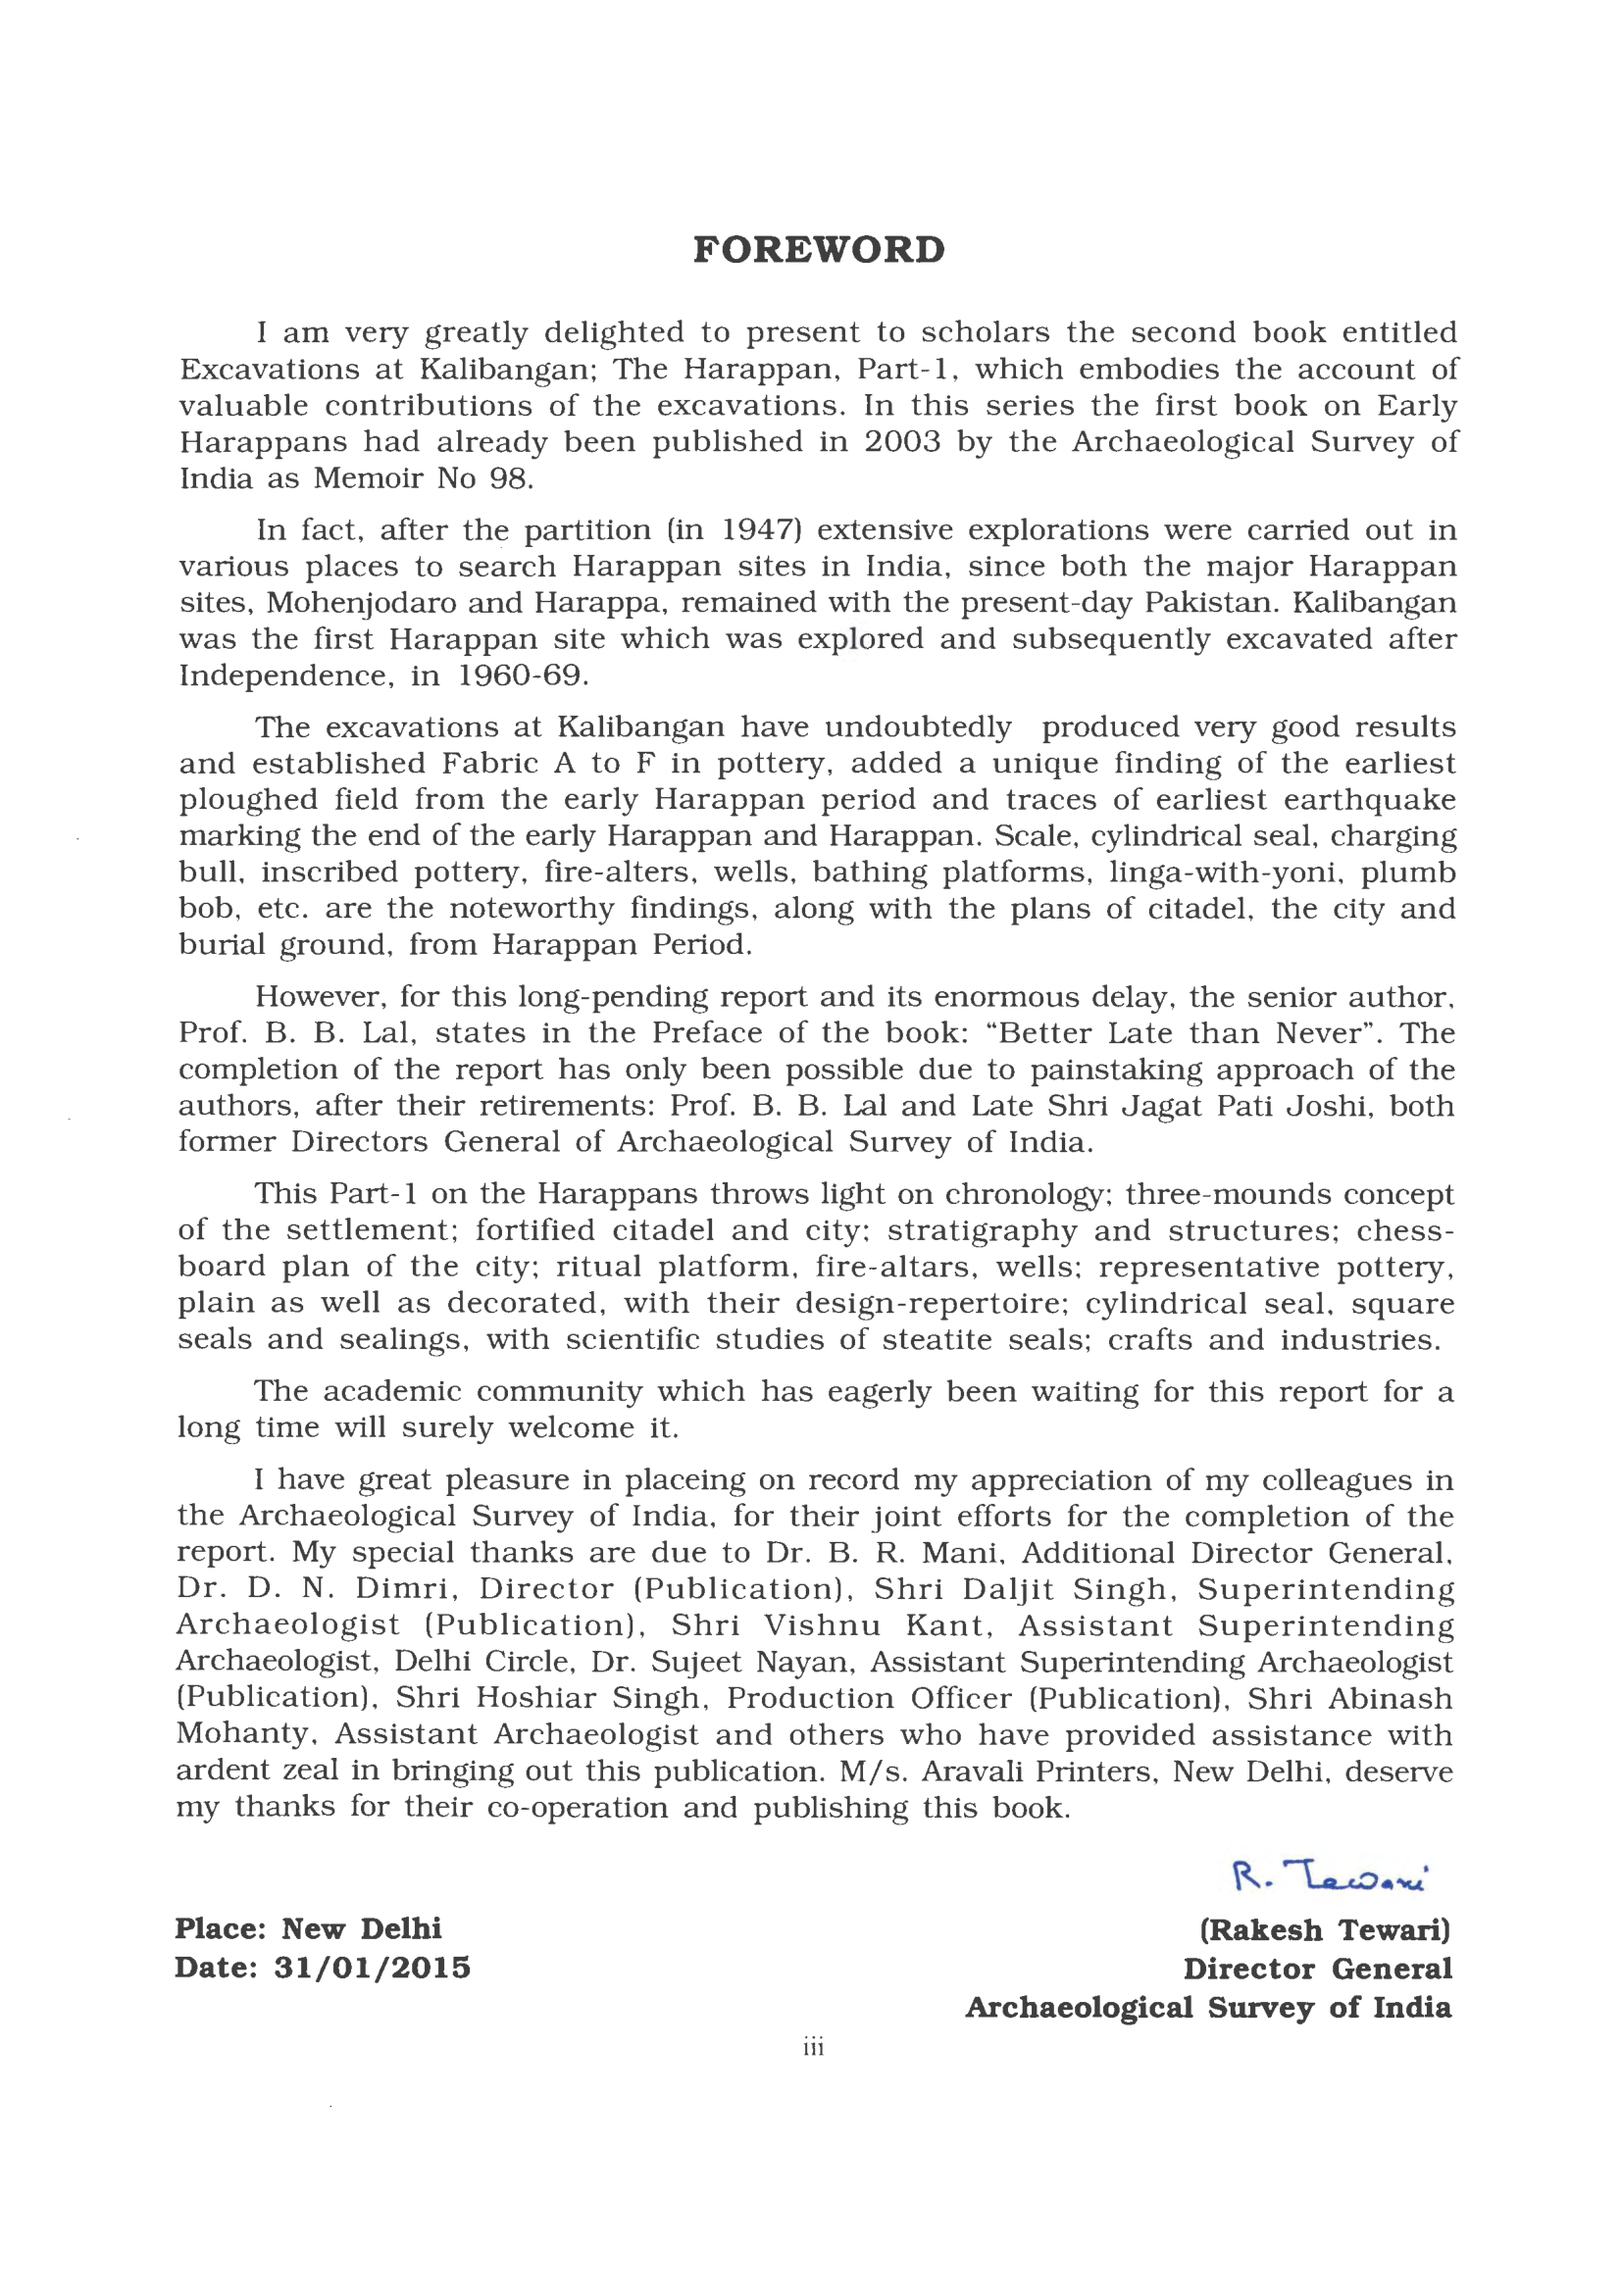 FOREWORD
I am very greatly delighted to present to scholars the second book entitled
Excavations at Kalibangan; The Harappan, Part-1, which embodies the account of
valuable contributions of the excavations. In this series the first book on Early
Harappans had already been published in 2003 by the Archaeological Survey of
India as Memoir No 98.
In fact, after the partition (in 1947) extensive explorations were carried out in
various places to search Harappan sites in India, since both the major Harappan
sites, Mohenjodaro and Harappa, remained with the present-day Pakistan. Kalibangan
was the first Harappan site which was explored and subsequently excavated after
Independence, in 1960-69.
The excavations at Kalibangan have undoubtedly produced very good results
and established Fabric A to F in pottery, added a unique finding of the earliest
ploughed field from the early Harappan period and traces of earliest earthquake
marking the end of the early Harappan and Harappan. Scale, cylindrical seal, charging
bull, inscribed pottery, fire-alters, wells, bathing platforms, linga-with-yoni, plumb
bob, etc. are the noteworthy findings, along with the plans of citadel, the city and
burial ground, from Harappan Period.
However, for this long-pending report and its enormous delay, the senior author,
Prof. B. B. Lal, states in the Preface of the book: “Better Late than Never”. The
completion of the report has only been possible due to painstaking approach of the
authors, after their retirements: Prof. B. B. Lal and Late Shri Jagat Pati Joshi, both
former Directors General of Archaeological Survey of India.
This Part-1 on the Harappans throws light on chronology; three-mounds concept
of the settlement; fortified citadel and city; stratigraphy and structures; chess-
board plan of the city; ritual platform, fire-altars, wells; representative pottery,
plain as well as decorated, with their design-repertoire; cylindrical seal, square
seals and sealings, with scientific studies of steatite seals; crafts and industries.
The academic community which has eagerly been waiting for this report for a
long time will surely welcome it.
I have great pleasure in placeing on record my appreciation of my colleagues in
the Archaeological Survey of India, for their joint efforts for the completion of the
report. My special thanks are due to Dr. B. R. Mani, Additional Director General,
Dr. D. N. Dimri, Director (Publication), Shri Daljit Singh, Superintending
Archaeologist (Publication), Shri Vishnu Kant, Assistant Superintending
Archaeologist, Delhi Circle, Dr. Sujeet Nayan, Assistant Superintending Archaeologist
(Publication), Shri Hoshiar Singh, Production Officer (Publication), Shri Abinash
Mohanty, Assistant Archaeologist and others who have provided assistance with
ardent zeal in bringing out this publication. M/s. Aravali Printers, New Delhi, deserve
my thanks for their co-operation and publishing this book.
R. Tewari
Place: New Delhi
(Rakesh Tewari)
Date: 31/01/2015
Director General
Archaeological Survey of India
iii